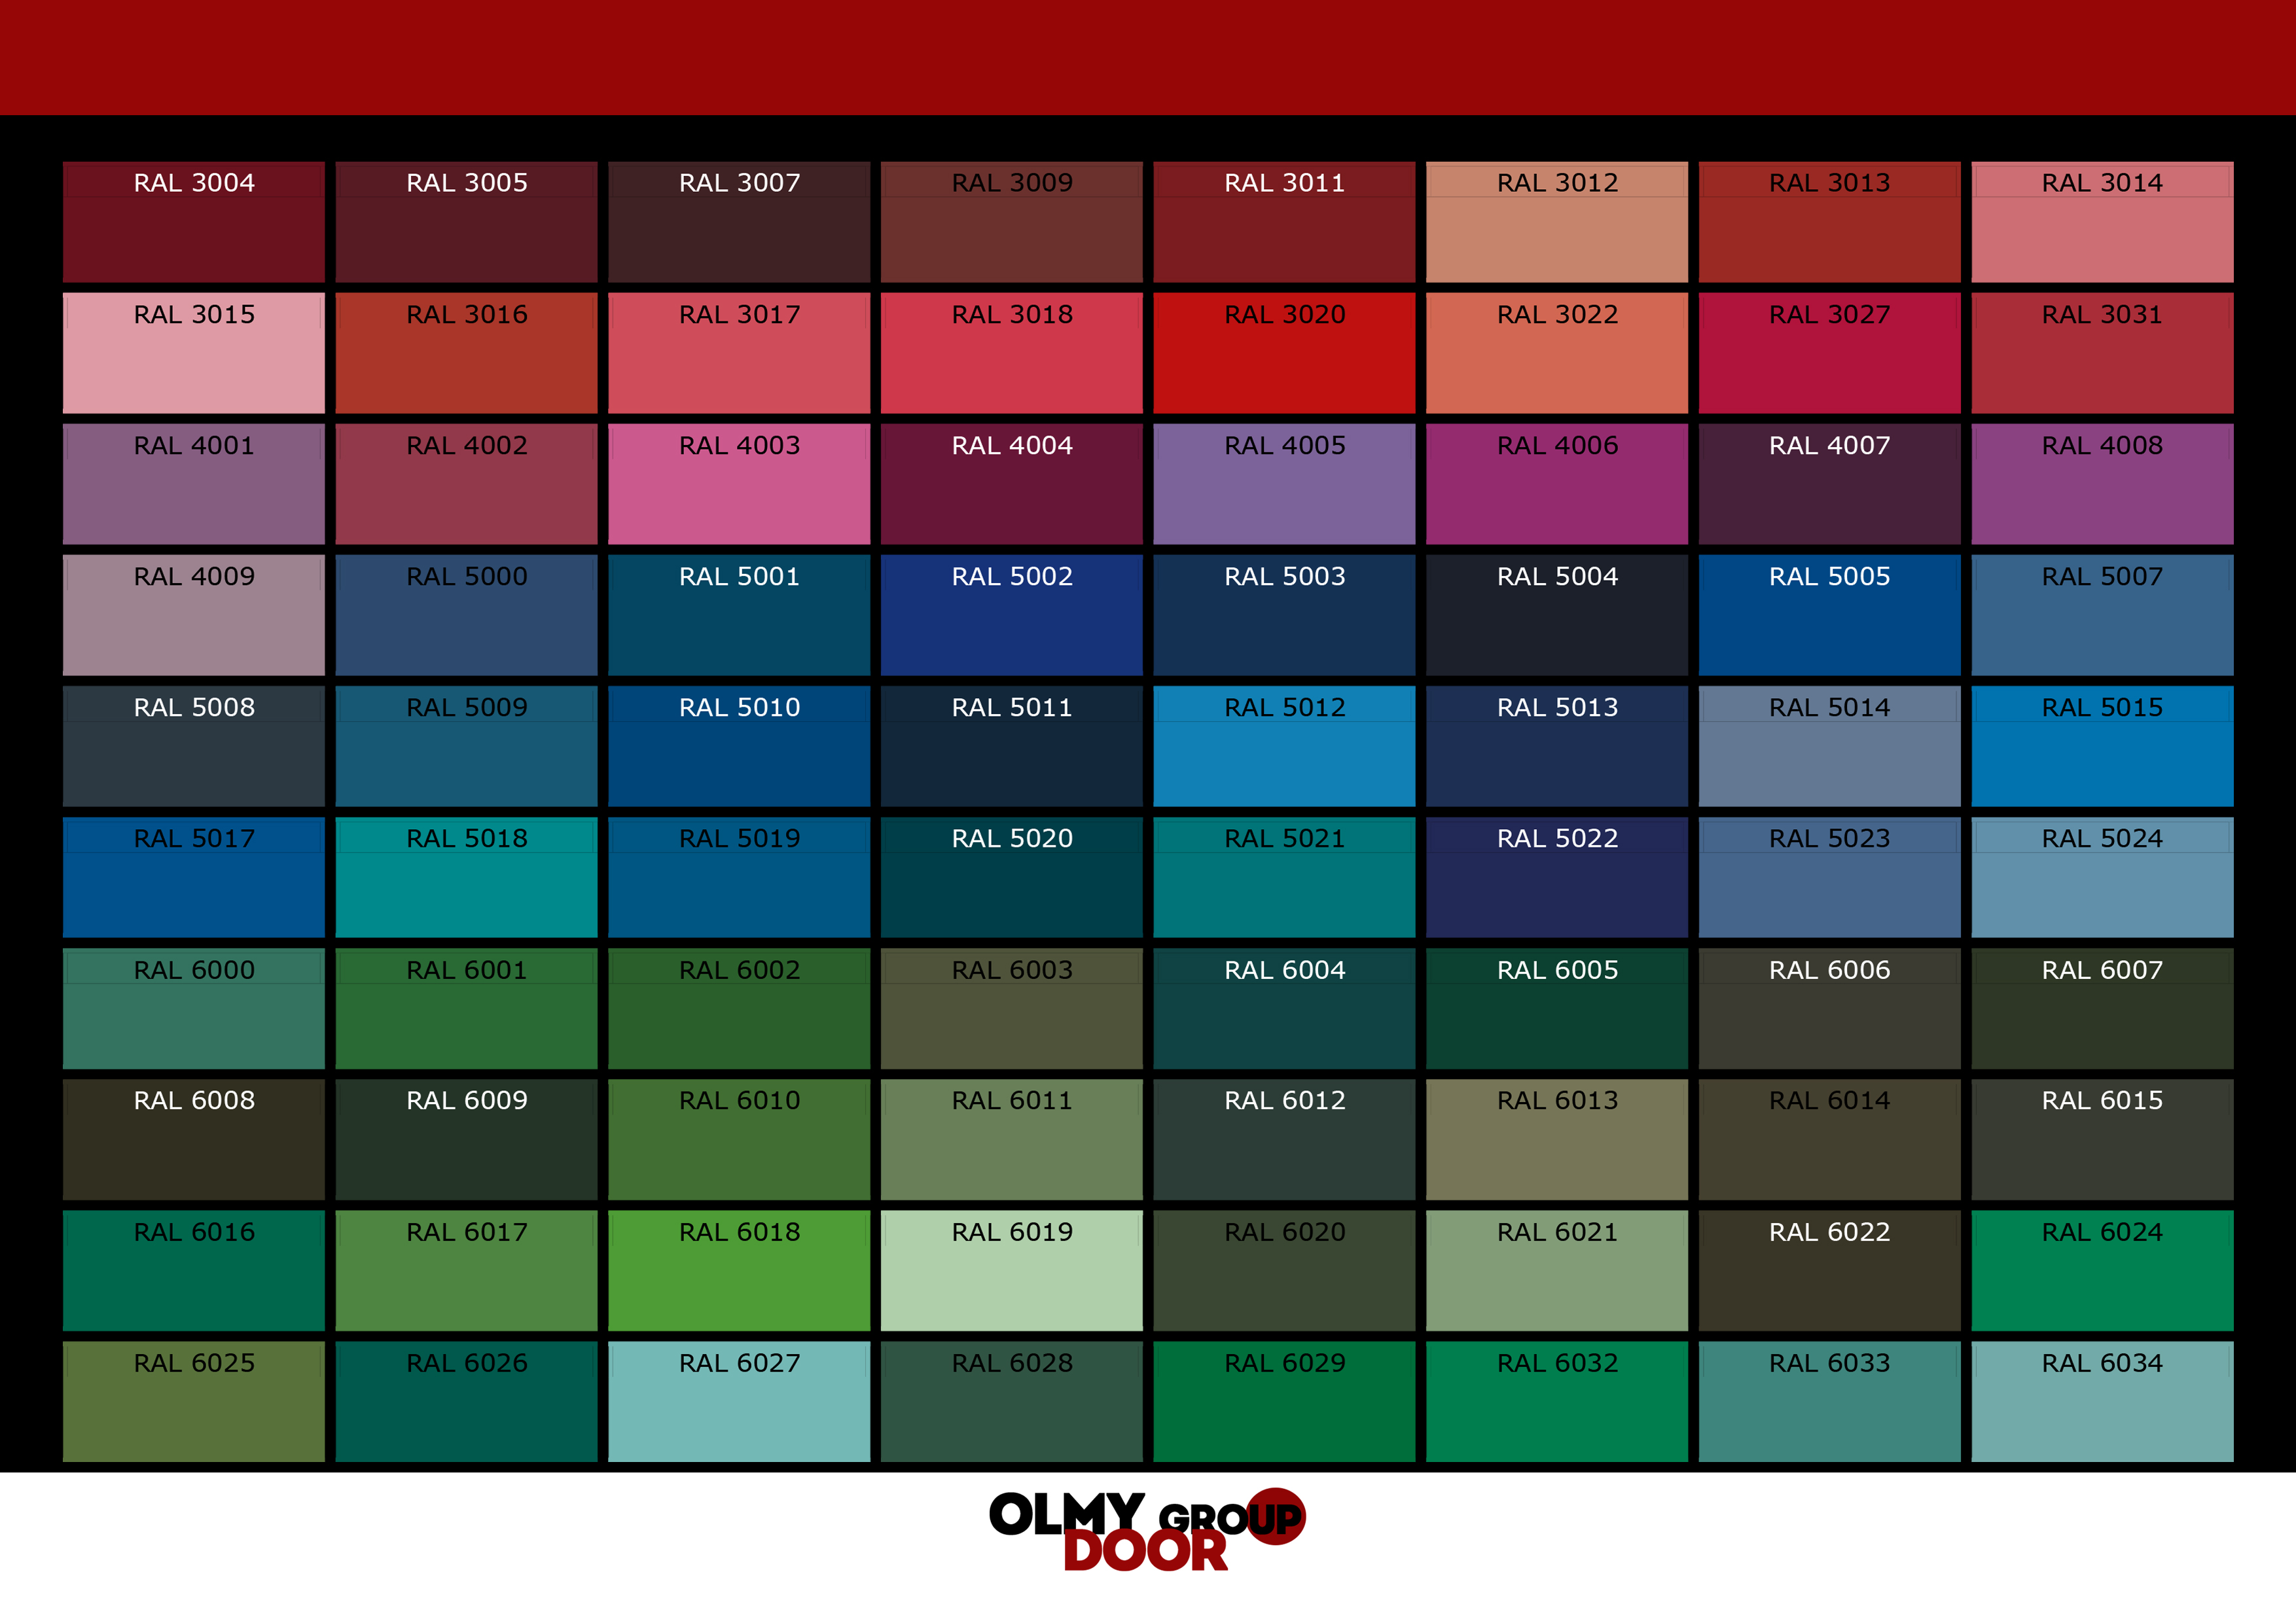 RAL 3004 RAL 3005 RAL 3007 RAL 3009 RAL 3011 RAL 3012 RAL 3013 RAL 3014
RAL 3015 RAL 3016 RAL 3017 RAL 3018 RAL 3020 RAL 3022 RAL 3027 RAL 3031
RAL 4001 RAL 4002 RAL 4003 RAL 4004 RAL 4005 RAL 4006 RAL 4007 RAL 4008
RAL 4009 RAL 5000 RAL 5001 RAL 5002 RAL 5003 RAL 5004 RAL 5005 RAL 5007
RAL 5008 RAL 5009 RAL 5010 RAL 5011 RAL 5012 RAL 5013 RAL 5014 RAL 5015
RAL 5017 RAL 5018 RAL 5019 RAL 5020 RAL 5021 RAL 5022 RAL 5023 RAL 5024
RAL 6000 RAL 6001 RAL 6002 RAL 6003 RAL 6004 RAL 6005 RAL 6006 RAL 6007
RAL 6008 RAL 6009 RAL 6010 RAL 6011 RAL 6012 RAL 6013 RAL 6014 RAL 6015
RAL 6016 RAL 6017 RAL 6018 RAL 6019 RAL 6020 RAL 6021 RAL 6022 RAL 6024
RAL 6025 RAL 6026 RAL 6027 RAL 6028 RAL 6029 RAL 6032 RAL 6033 RAL 6034
OLMY GROUP
DOOR